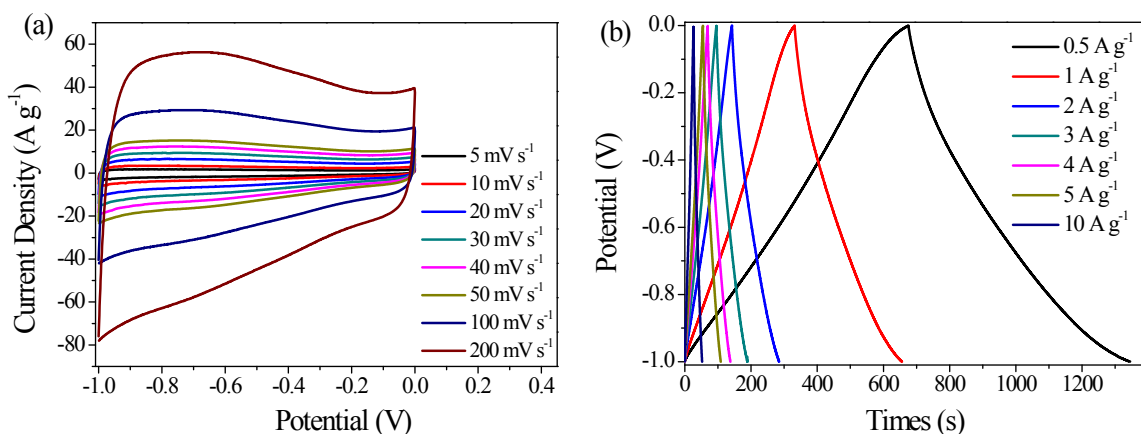 (a)
Current Density (A g⁻¹)
60
40
20
0
-20
-40
-60
-80
-1.0
-0.8
-0.6
-0.4
-0.2
0.0
0.2
0.4
Potential (V)
5 mV s⁻¹
10 mV s⁻¹
20 mV s⁻¹
30 mV s⁻¹
40 mV s⁻¹
50 mV s⁻¹
100 mV s⁻¹
200 mV s⁻¹
(b)
Potential (V)
0.0
-0.2
-0.4
-0.6
-0.8
-1.0
0
200
400
600
800
1000
1200
Times (s)
0.5 A g⁻¹
1 A g⁻¹
2 A g⁻¹
3 A g⁻¹
4 A g⁻¹
5 A g⁻¹
10 A g⁻¹